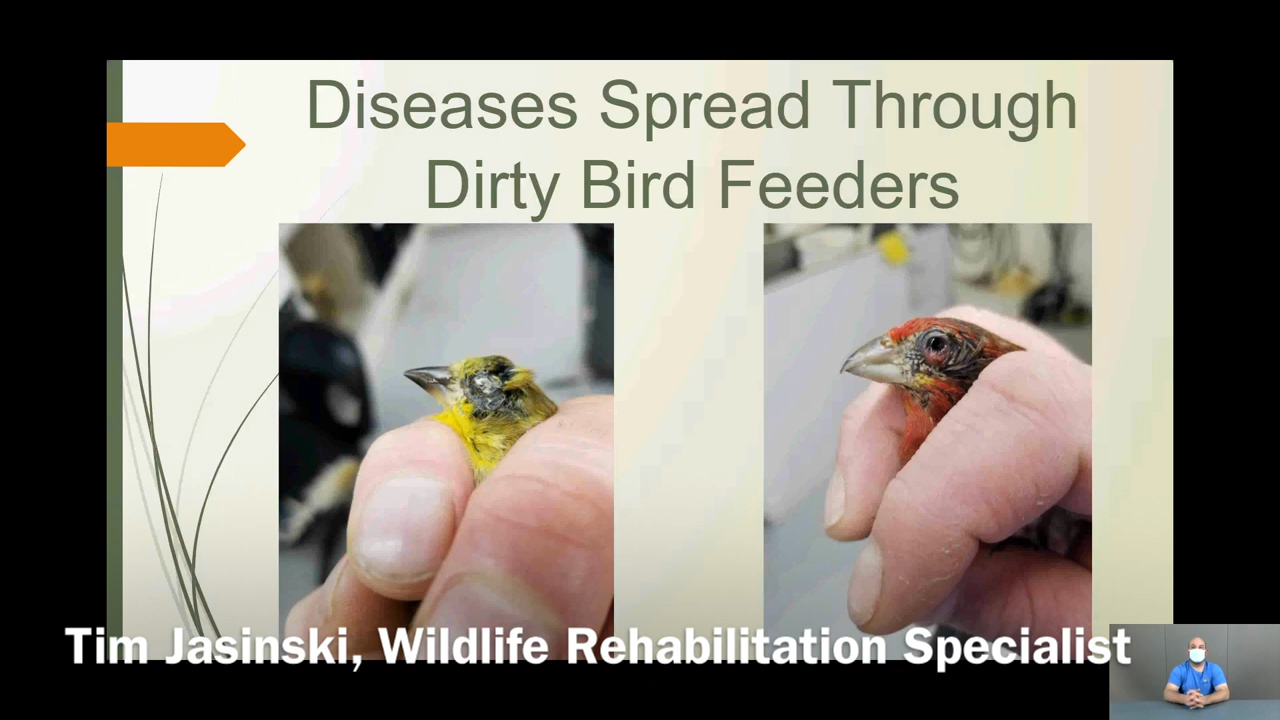 Diseases Spread Through
Dirty Bird Feeders
Tim Jasinski, Wildlife Rehabilitation Specialist